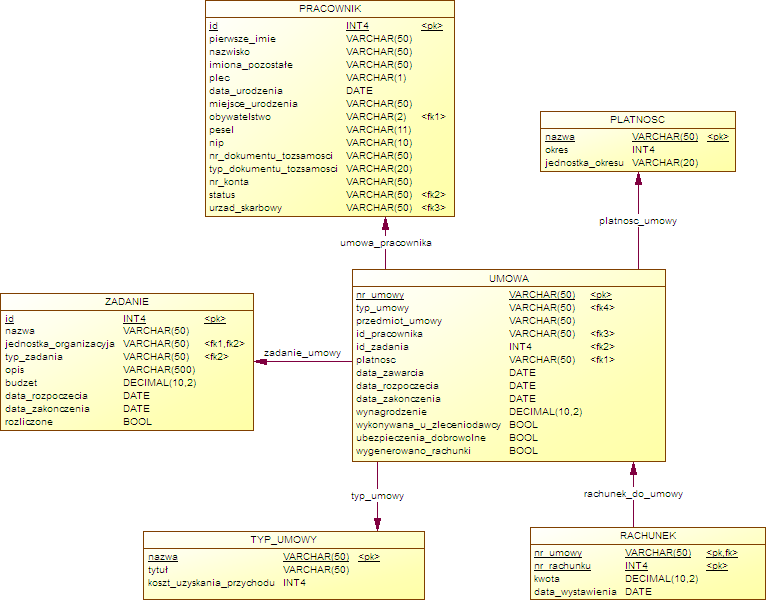 PRACOWNIK
id INT4 <pk>
pierwsze_imie VARCHAR(50)
nazwisko VARCHAR(50)
imiona_pozostałe VARCHAR(50)
plec VARCHAR(1)
data_urodzenia DATE
miejsce_urodzenia VARCHAR(50)
obywatelstwo VARCHAR(2) <fk1>
pesel VARCHAR(11)
nip VARCHAR(10)
nr_dokumentu_tozsamosci VARCHAR(50)
typ_dokumentu_tozsamosci VARCHAR(20)
nr_konta VARCHAR(50)
status VARCHAR(50) <fk2>
urzad_skarbowy VARCHAR(50) <fk3>
PLATNOSC
nazwa VARCHAR(50) <pk>
okres INT4
jednostka_okresu VARCHAR(20)
umowa_pracownika
platnosc_umowy
UMOWA
nr_umowy VARCHAR(50) <pk>
typ_umowy VARCHAR(50) <fk4>
przedmiot_umowy VARCHAR(50)
id_pracownika VARCHAR(50) <fk3>
id_zadania INT4 <fk2>
platnosc VARCHAR(50) <fk1>
data_zawarcia DATE
data_rozpoczecia DATE
data_zakonczenia DATE
wynagrodzenie DECIMAL(10,2)
wykonywana_u_zleceniodawcy BOOL
ubezpieczenia_dobrowolne BOOL
wygenerowano_rachunki BOOL
ZADANIE
id INT4 <pk>
nazwa VARCHAR(50)
jednostka_organizacyja VARCHAR(50) <fk1,fk2>
typ_zadania VARCHAR(50) <fk2>
opis VARCHAR(500)
budzet DECIMAL(10,2)
data_rozpoczecia DATE
data_zakonczenia DATE
rozliczone BOOL
zadanie_umowy
typ_umowy
rachunek_do_umowy
TYP_UMOWY
nazwa VARCHAR(50) <pk>
tytuł VARCHAR(50)
koszt_uzyskania_przychodu INT4
RACHUNEK
nr_umowy VARCHAR(50) <pk,fk>
nr_rachunku INT4 <pk>
kwota DECIMAL(10,2)
data_wystawienia DATE